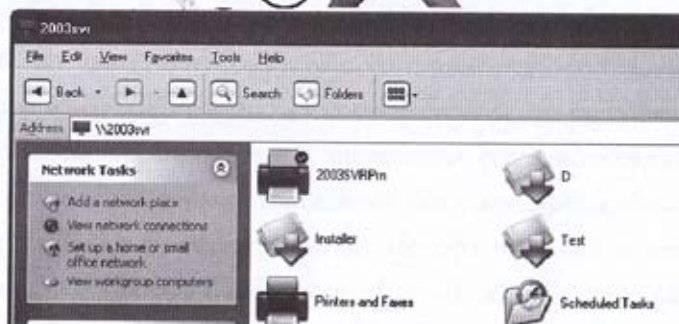 2003svr
File Edit View Favorites Tools Help
Back Search Folders
Address \\2003svr
Network Tasks
Add a network place
View network connections
Set up a home or small
office network
View workgroup computers
2003SVRPrn
D
Installer
Test
Printers and Faxes
Scheduled Tasks